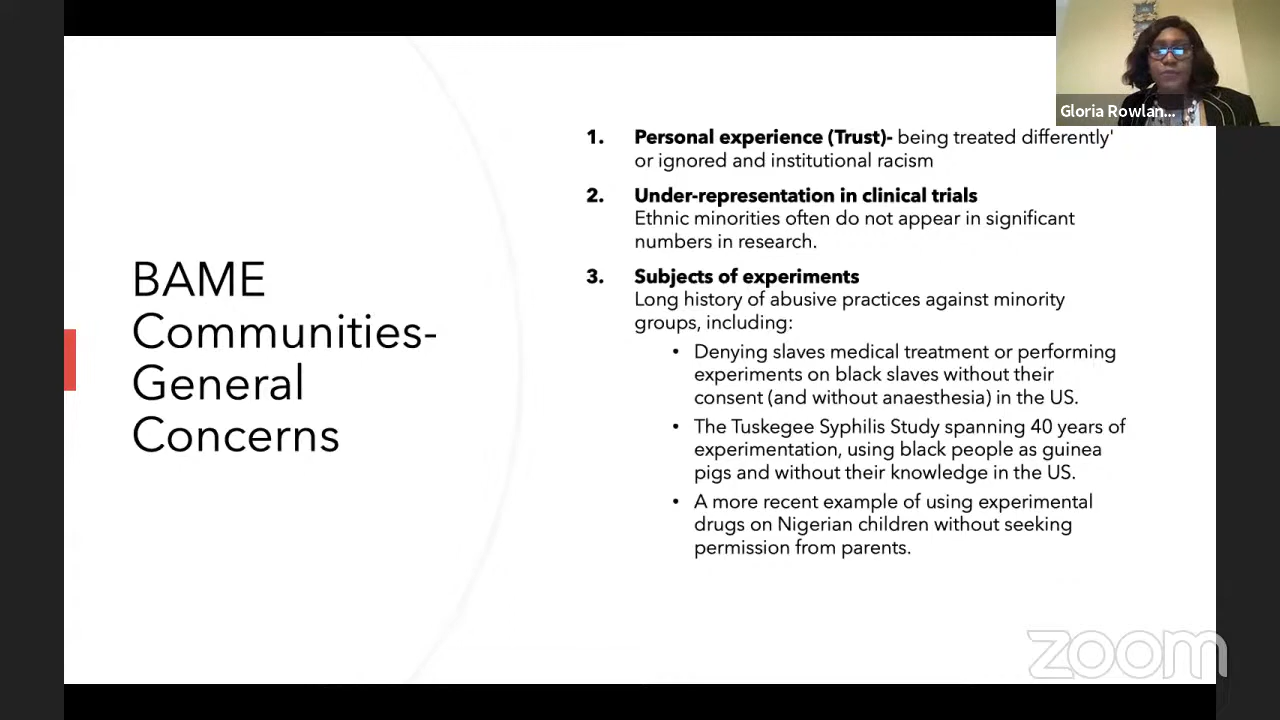 Gloria Rowlan...
BAME
Communities-
General
Concerns
1. Personal experience (Trust)- being treated differently'
or ignored and institutional racism
2. Under-representation in clinical trials
Ethnic minorities often do not appear in significant
numbers in research.
3. Subjects of experiments
Long history of abusive practices against minority
groups, including:
• Denying slaves medical treatment or performing
experiments on black slaves without their
consent (and without anaesthesia) in the US.
• The Tuskegee Syphilis Study spanning 40 years of
experimentation, using black people as guinea
pigs and without their knowledge in the US.
• A more recent example of using experimental
drugs on Nigerian children without seeking
permission from parents.
zoom